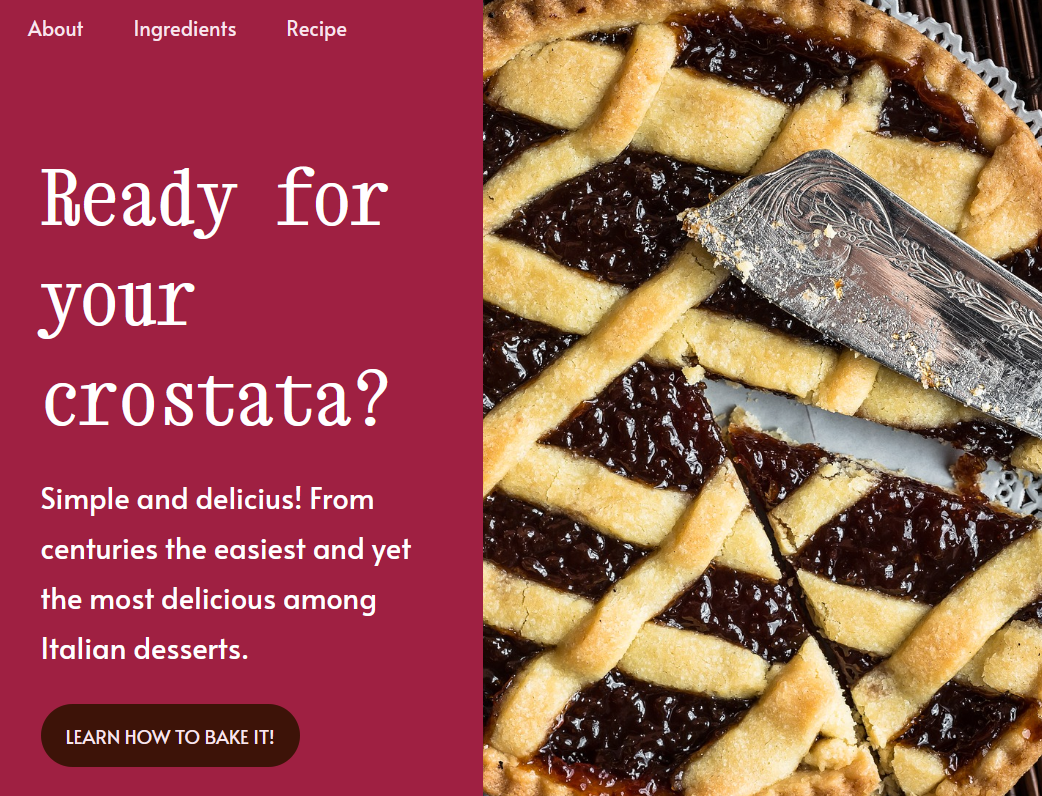 About Ingredients Recipe
Ready for
your
crostata?
Simple and delicius! From
centuries the easiest and yet
the most delicious among
Italian desserts.
LEARN HOW TO BAKE IT!